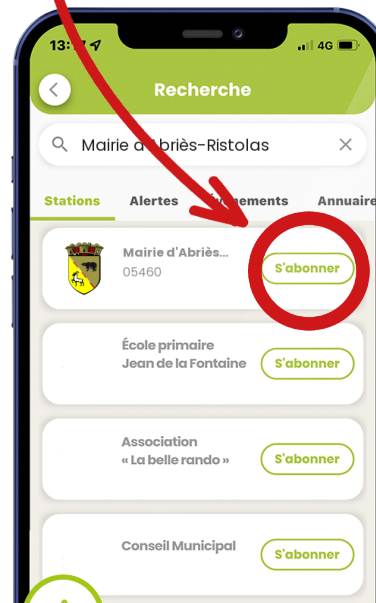 13:
4G
Recherche
Mairie d'Abriès-Ristolas
Stations Alertes Événements Annuaire
Mairie d'Abriès...
05460
S'abonner
École primaire
Jean de la Fontaine
S'abonner
Association
« La belle rando »
S'abonner
Conseil Municipal
S'abonner